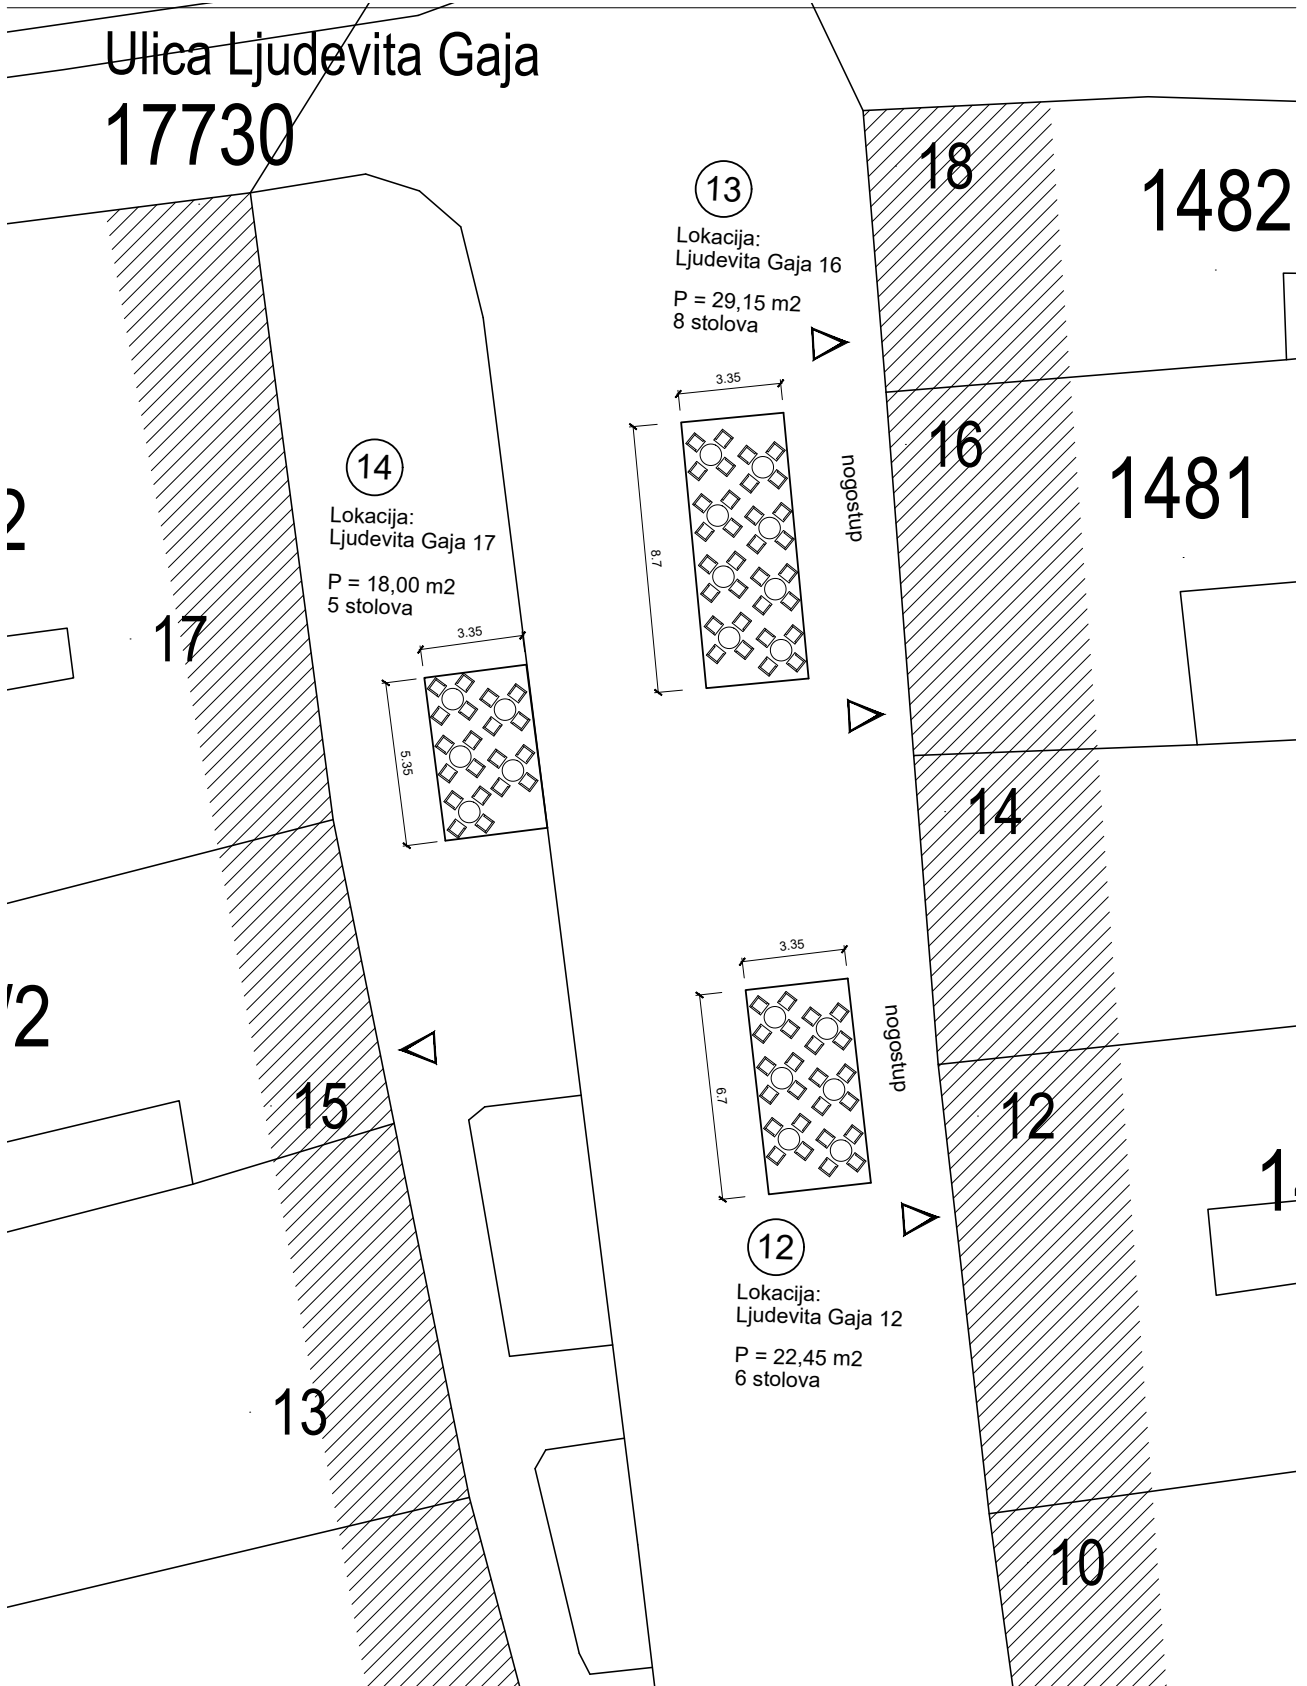 Ulica Ljudevita Gaja
17730
18
1482
13
Lokacija:
Ljudevita Gaja 16
P = 29,15 m2
8 stolova
3.35
8.7
nogostup
16
1481
14
Lokacija:
Ljudevita Gaja 17
P = 18,00 m2
5 stolova
3.35
5.35
2
17
14
3.35
6.7
nogostup
/2
15
12
12
Lokacija:
Ljudevita Gaja 12
P = 22,45 m2
6 stolova
13
10